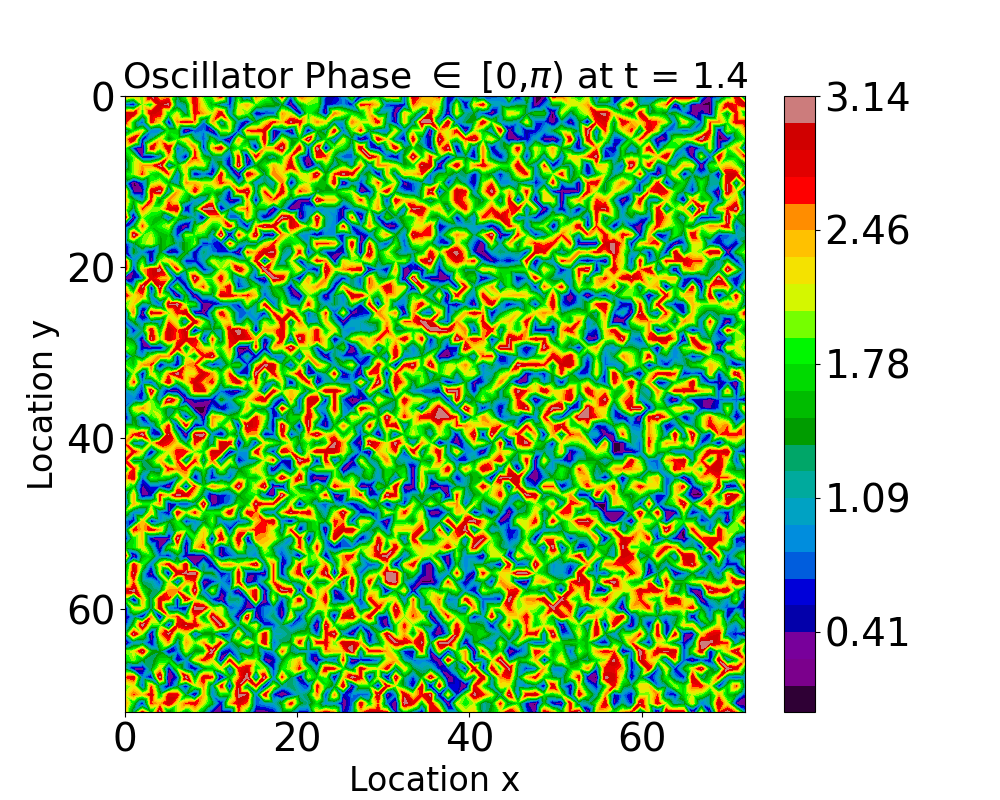 Oscillator Phase ∈ [0,π) at t = 1.4
0
20
40
60
Location y
0 20 40 60
Location x
3.14
2.46
1.78
1.09
0.41